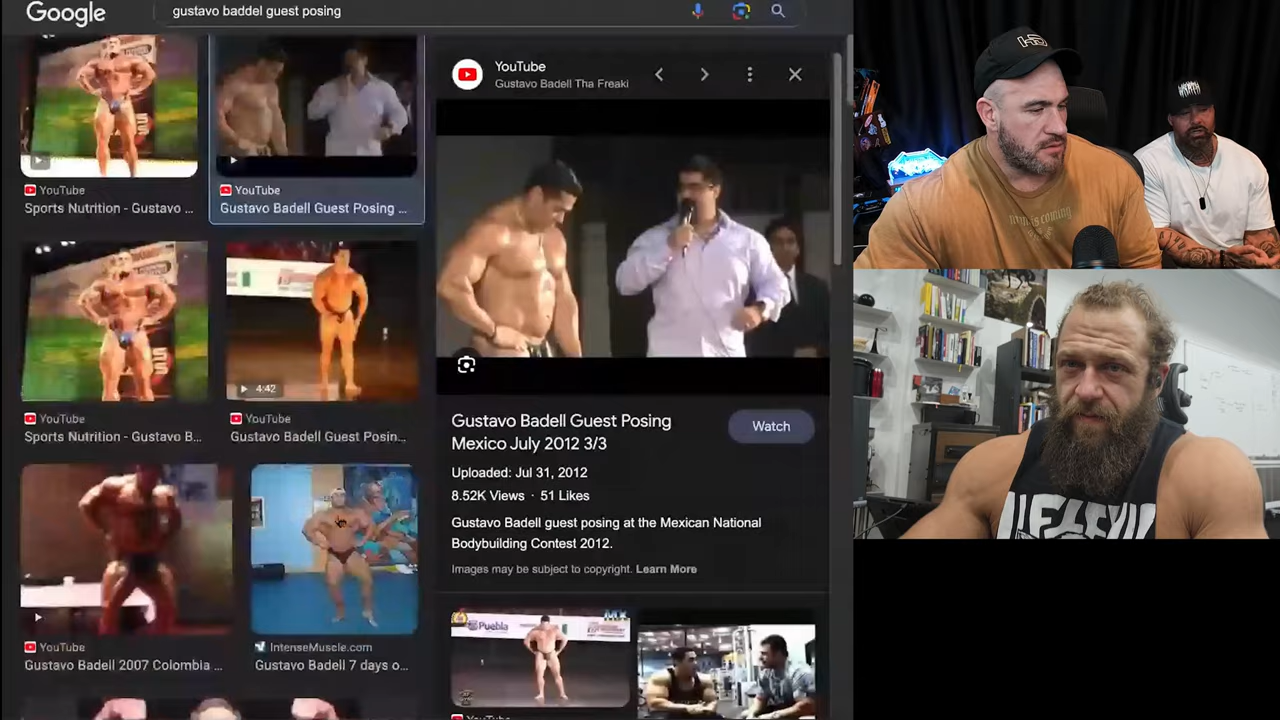 Google
gustavo baddel guest posing
YouTube
Sports Nutrition - Gustavo ...
YouTube
Gustavo Badell Guest Posing ...
YouTube
Sports Nutrition - Gustavo B...
4:42
YouTube
Gustavo Badell Guest Posin...
YouTube
Gustavo Badell 2007 Colombia ...
IntenseMuscle.com
Gustavo Badell 7 days o...
YouTube
Gustavo Badell Tha Freaki
Gustavo Badell Guest Posing
Mexico July 2012 3/3
Watch
Uploaded: Jul 31, 2012
8.52K Views · 51 Likes
Gustavo Badell guest posing at the Mexican National
Bodybuilding Contest 2012.
Images may be subject to copyright. Learn More
Puebla
MX
YouTube
HD